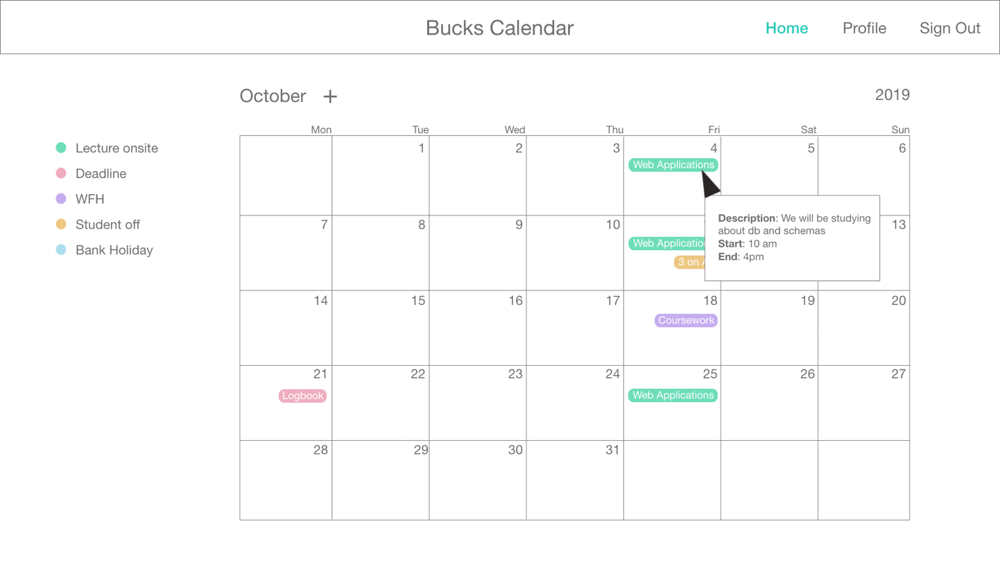 Bucks Calendar
Home Profile Sign Out
October + 2019
Mon Tue Wed Thu Fri Sat Sun
Lecture onsite
Deadline
WFH
Student off
Bank Holiday
1 2 3 4 5 6
Web Applications
Description: We will be studying
about db and schemas
Start: 10 am
End: 4pm
7 8 9 10 13
Web
3 on
14 15 16 17 18 19 20
Coursework
21 22 23 24 25 26 27
Logbook Web Applications
28 29 30 31